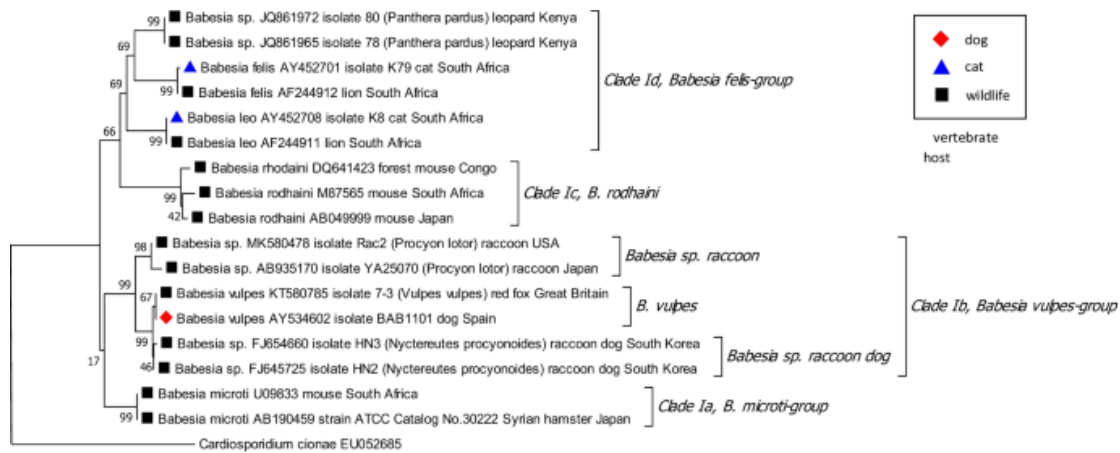 Babesia sp. JQ861972 isolate 80 (Panthera pardus) leopard Kenya
Babesia sp. JQ861965 isolate 78 (Panthera pardus) leopard Kenya
Babesia felis AY452701 isolate K79 cat South Africa
Babesia felis AF244912 lion South Africa
Babesia leo AY452708 isolate K8 cat South Africa
Babesia leo AF244911 lion South Africa
Clade Id, Babesia felis-group
Babesia rhodaini DQ641423 forest mouse Congo
Babesia rodhaini M87565 mouse South Africa
Babesia rodhaini AB049999 mouse Japan
Clade Ic, B. rodhaini
Babesia sp. MK580478 isolate Rac2 (Procyon lotor) raccoon USA
Babesia sp. AB935170 isolate YA25070 (Procyon lotor) raccoon Japan
Babesia sp. raccoon
Babesia vulpes KT580785 isolate 7-3 (Vulpes vulpes) red fox Great Britain
Babesia vulpes AY534602 isolate BAB1101 dog Spain
B. vulpes
Babesia sp. FJ654660 isolate HN3 (Nyctereutes procyonoides) raccoon dog South Korea
Babesia sp. FJ645725 isolate HN2 (Nyctereutes procyonoides) raccoon dog South Korea
Babesia sp. raccoon dog
Clade Ib, Babesia vulpes-group
Babesia microti U09833 mouse South Africa
Babesia microti AB190459 strain ATCC Catalog No.30222 Syrian hamster Japan
Clade Ia, B. microti-group
Cardiosporidium cionae EU052685
99
69
99
69
99
66
99
42
98
99
67
99
46
17
99
dog
cat
wildlife
vertebrate
host